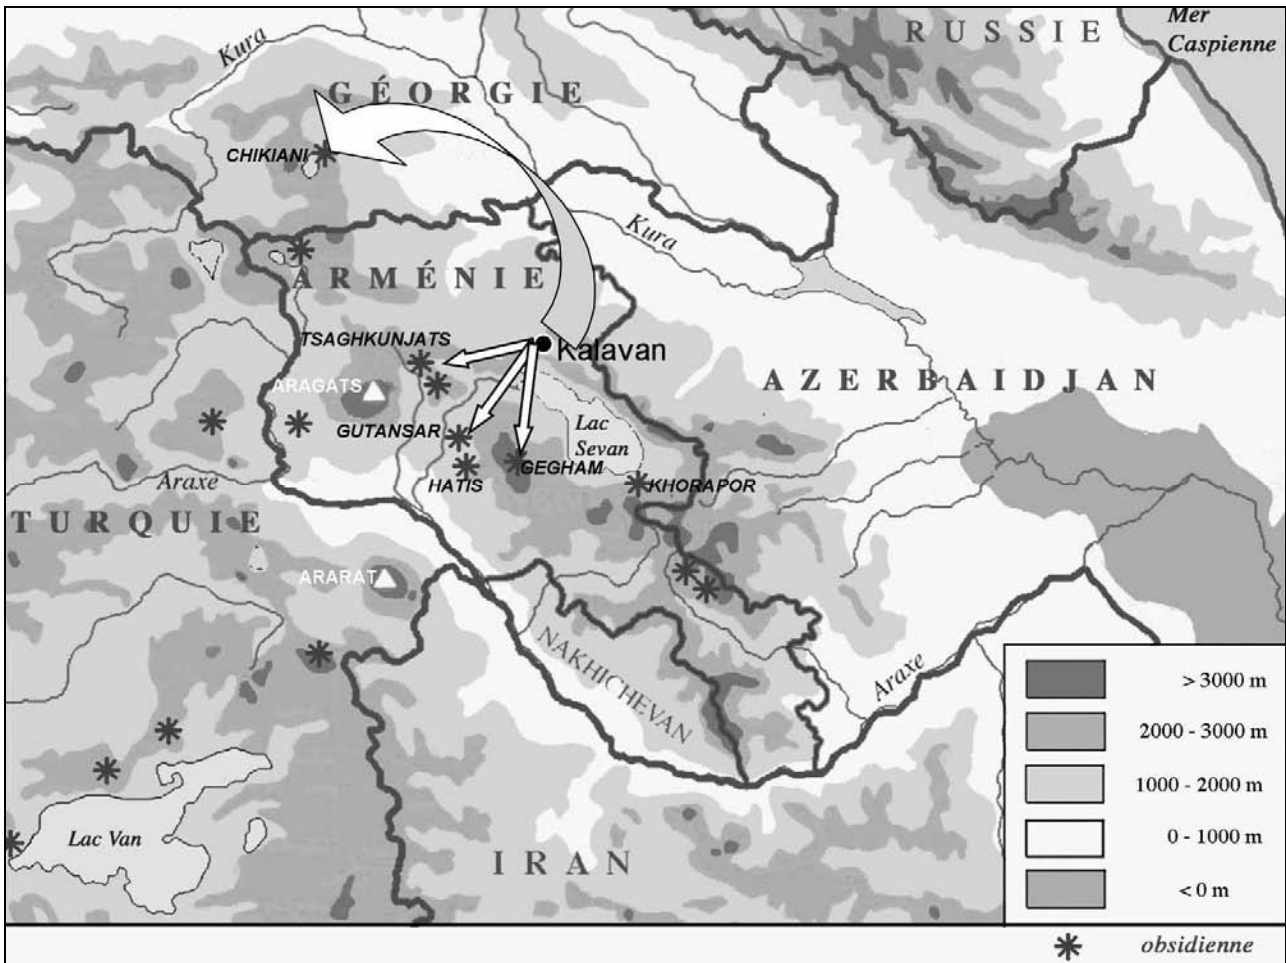 RUSSIE
Mer
Caspienne
Kura
GÉORGIE
CHIKIANI
Kura
ARMÉNIE
TSAGHKUNJATS
Kalavan
ARAGATS
AZERBAIDJAN
GUTANSAR
Lac
Sevan
GEGHAM
HATIS
KHORAPOR
Araxe
TURQUIE
ARARAT
NAKHICHEVAN
Araxe
> 3000 m
2000 - 3000 m
1000 - 2000 m
0 - 1000 m
< 0 m
Lac Van
IRAN
obsidienne